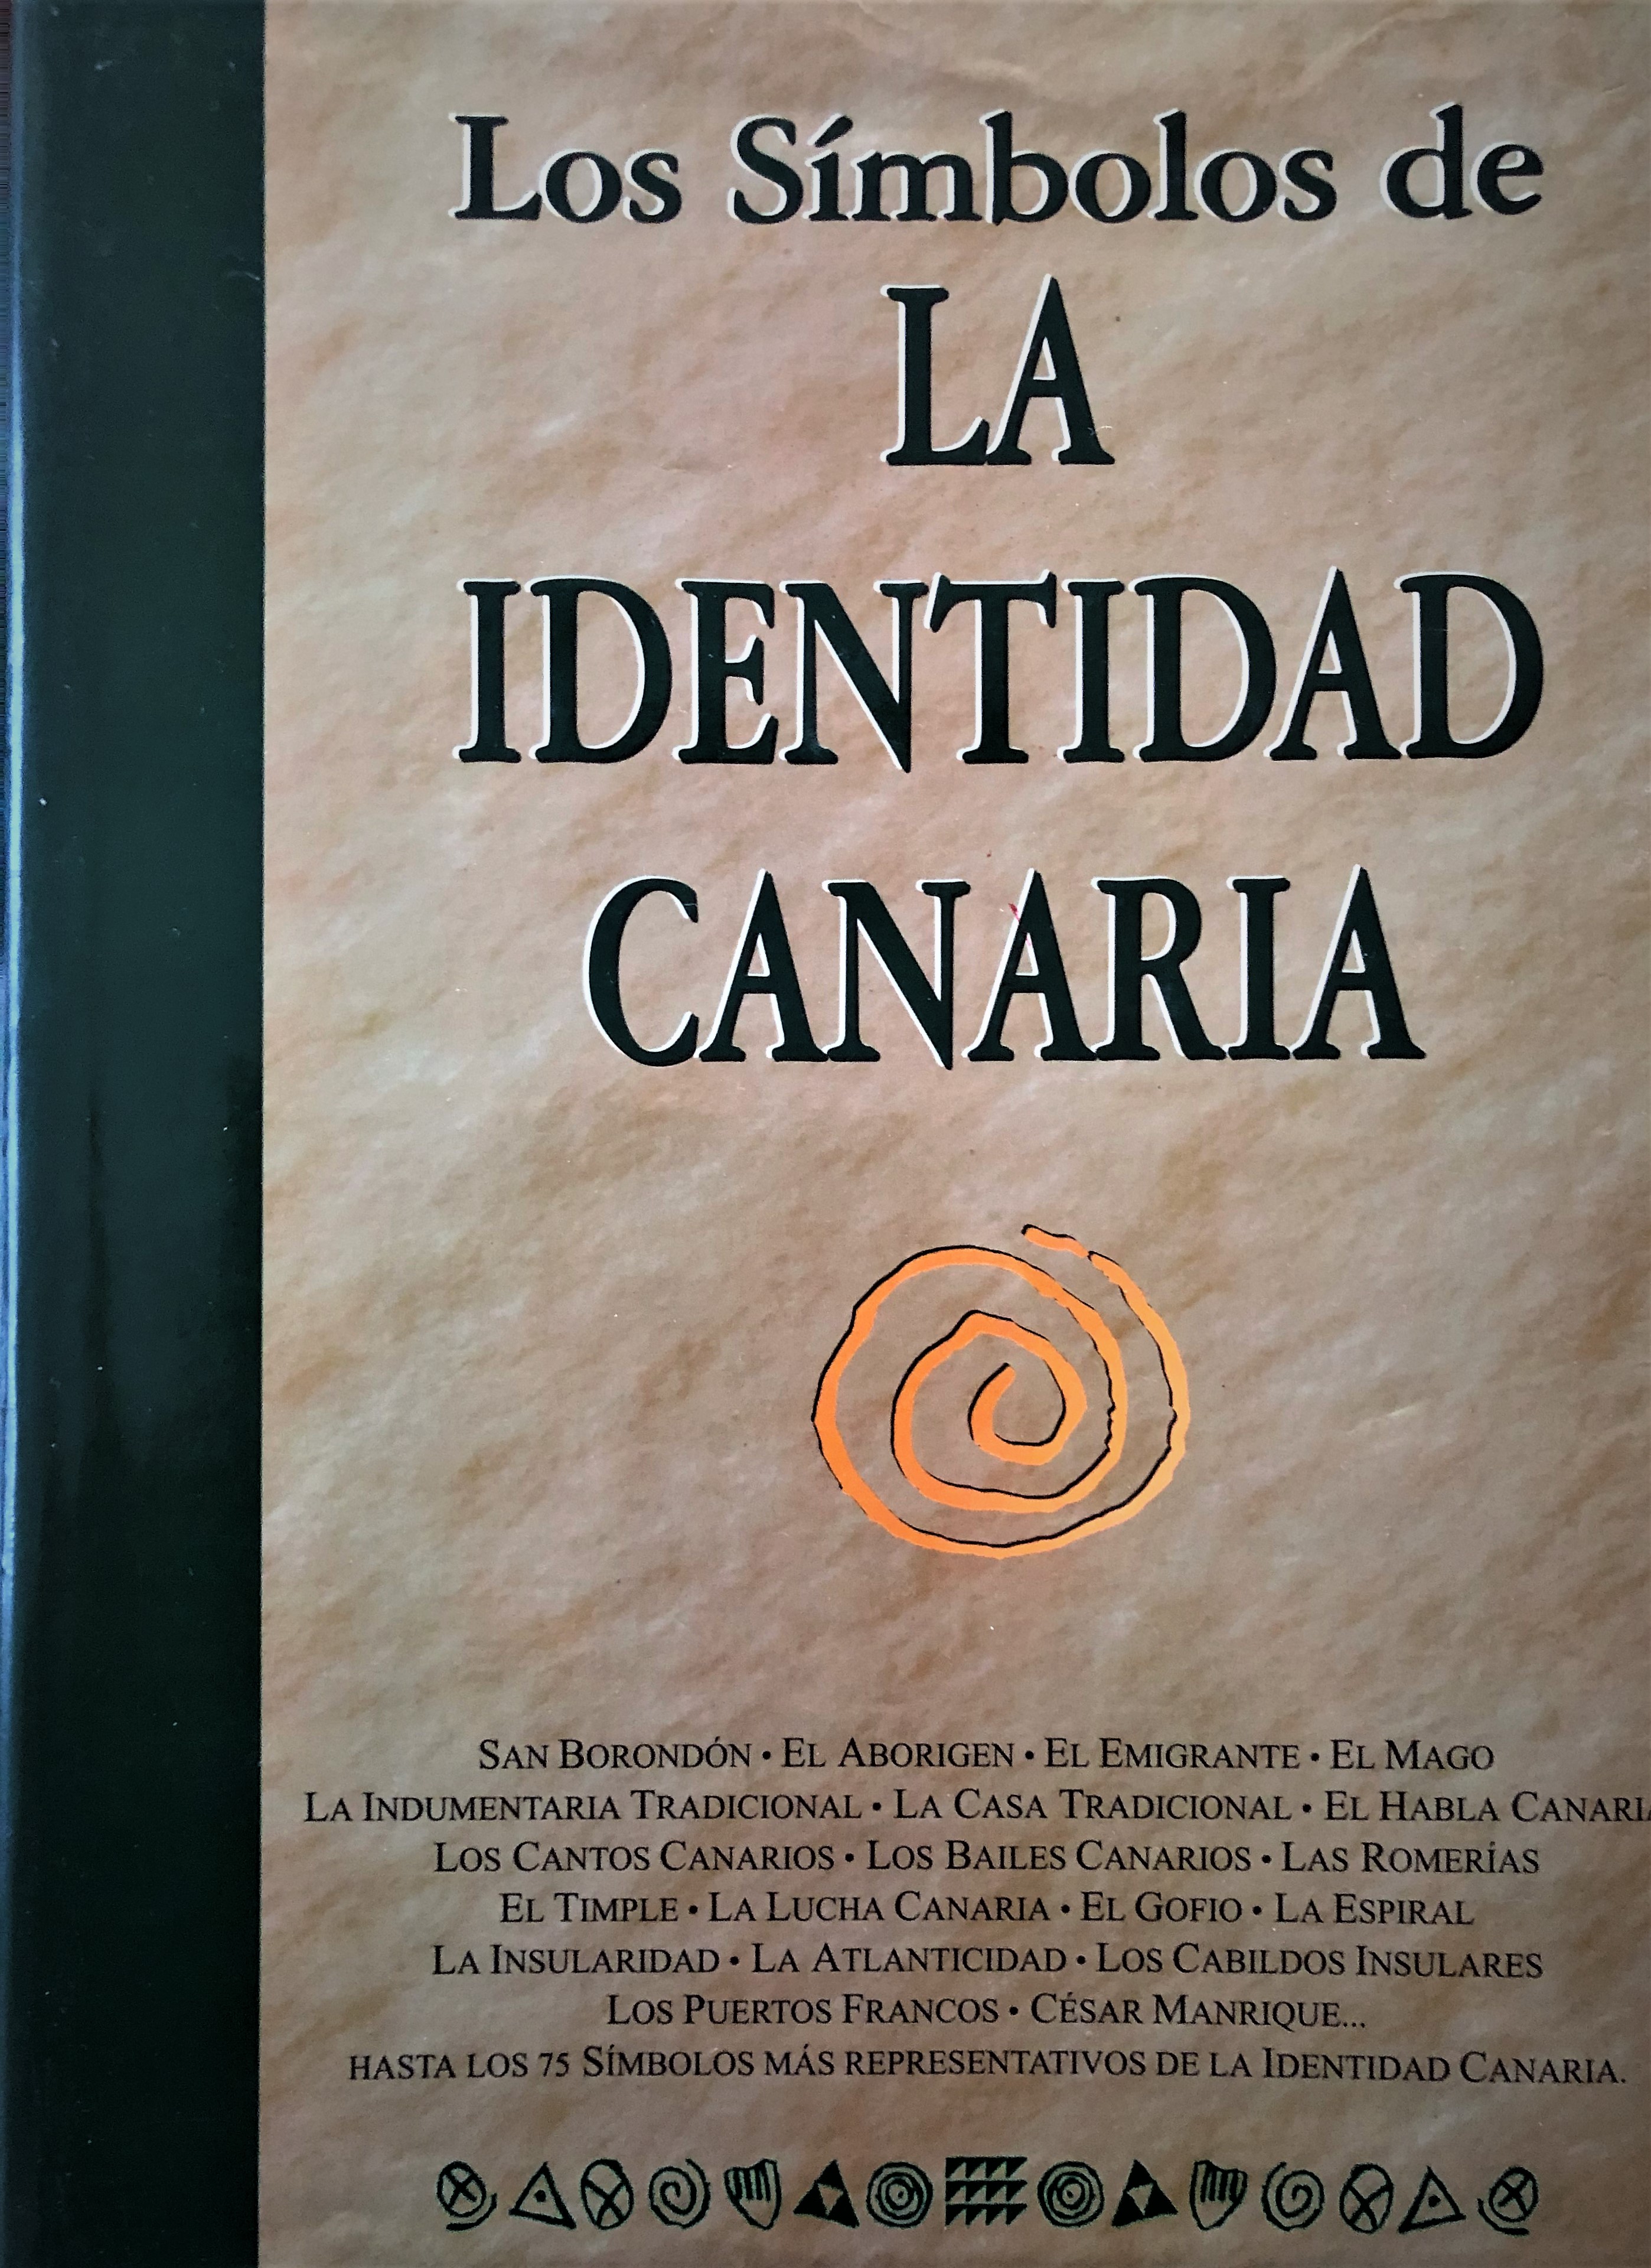 Los Símbolos de
LA
IDENTIDAD
CANARIA
SAN BORONDÓN • EL ABORIGEN • EL EMIGRANTE • EL MAGO
LA INDUMENTARIA TRADICIONAL • LA CASA TRADICIONAL • EL HABLA CANARIA
LOS CANTOS CANARIOS • LOS BAILES CANARIOS • LAS ROMERÍAS
EL TIMPLE • LA LUCHA CANARIA • EL GOFIO • LA ESPIRAL
LA INSULARIDAD • LA ATLANTICIDAD • LOS CABILDOS INSULARES
LOS PUERTOS FRANCOS • CÉSAR MANRIQUE...
HASTA LOS 75 SÍMBOLOS MÁS REPRESENTATIVOS DE LA IDENTIDAD CANARIA.